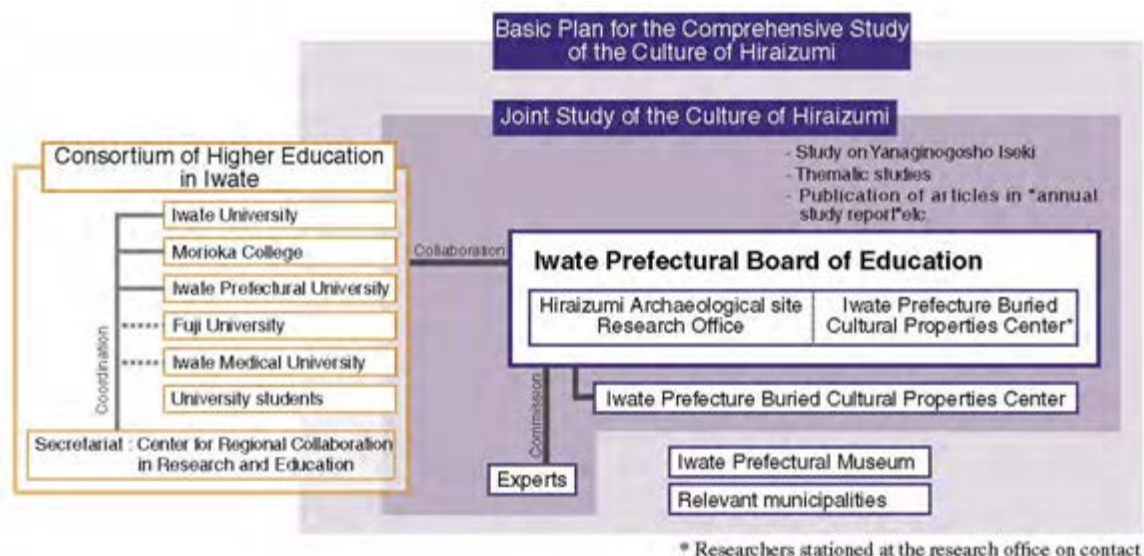 Basic Plan for the Comprehensive Study
of the Culture of Hiraizumi
Joint Study of the Culture of Hiraizumi
- Study on Yanaginogosho Iseki
- Thematic studies
- Publication of articles in "annual
study report"etc
Consortium of Higher Education
in Iwate
Iwate University
Morioka College
Iwate Prefectural University
Fuji University
Iwate Medical University
University students
Coordination
Secretariat : Center for Regional Collaboration
in Research and Education
Collaboration
Iwate Prefectural Board of Education
Hiraizumi Archaeological site
Research Office
Iwate Prefecture Buried
Cultural Properties Center*
Commission
Iwate Prefecture Buried Cultural Properties Center
Experts
Iwate Prefectural Museum
Relevant municipalities
* Researchers stationed at the research office on contact